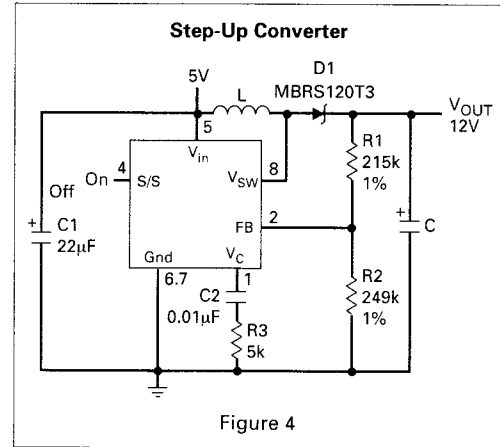 Step-Up Converter
5V
L
D1
MBRS120T3
VOUT
12V
5
Vin
4
S/S
On
Off
VSW
8
R1
215k
1%
+
C1
22μF
FB
2
+
C
Gnd
6.7
VC
1
C2
0.01μF
R2
249k
1%
R3
5k
Figure 4